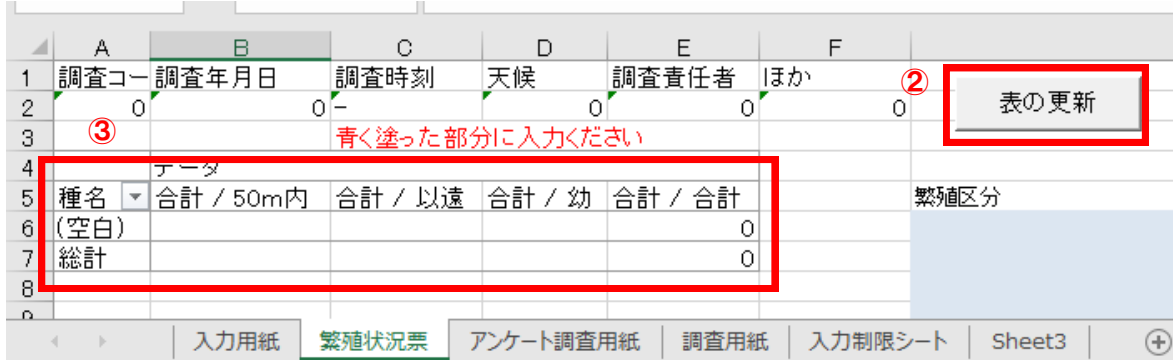 A B C D E F
1 調査コー 調査年月日 調査時刻 天候 調査責任者 ほか
2 0 0 - 0 0 0
② 表の更新
3 ③ 青く塗った部分に入力ください
4 データ
5 種名 合計 / 50m内 合計 / 以遠 合計 / 幼 合計 / 合計 繁殖区分
6 (空白) 0
7 総計 0
8
9
入力用紙 繁殖状況票 アンケート調査用紙 調査用紙 入力制限シート Sheet3